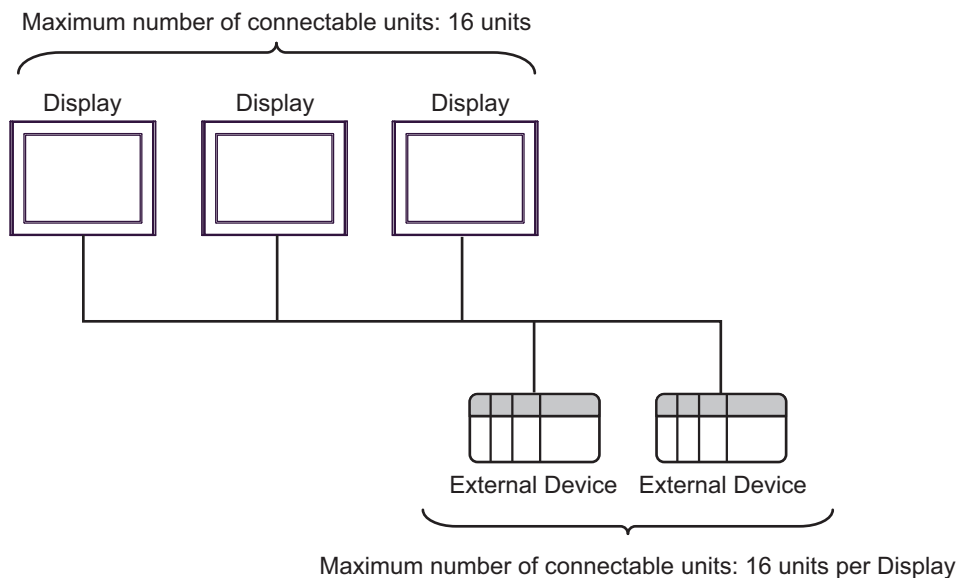 Maximum number of connectable units: 16 units
Display
Display
Display
External Device
External Device
Maximum number of connectable units: 16 units per Display